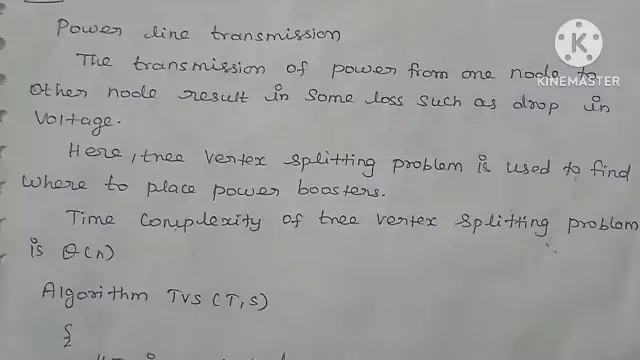 Power line transmission
The transmission of power from one node to
other node result in some loss such as drop in
voltage.
Here, tree vertex splitting problem is used to find
where to place power boosters.
Time complexity of tree vertex splitting problem
is θ(n)
Algorithm TVS (T, S)
{
K
KINEMASTER